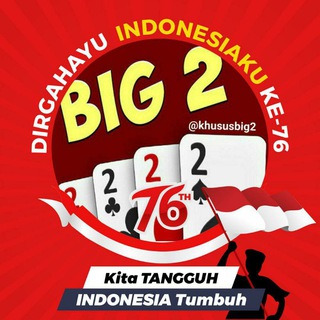 DIRGAHAYU INDONESIAKU KE-76
BIG 2
@khususbig2
2 2 2 2
76TH
Kita TANGGUH
INDONESIA Tumbuh